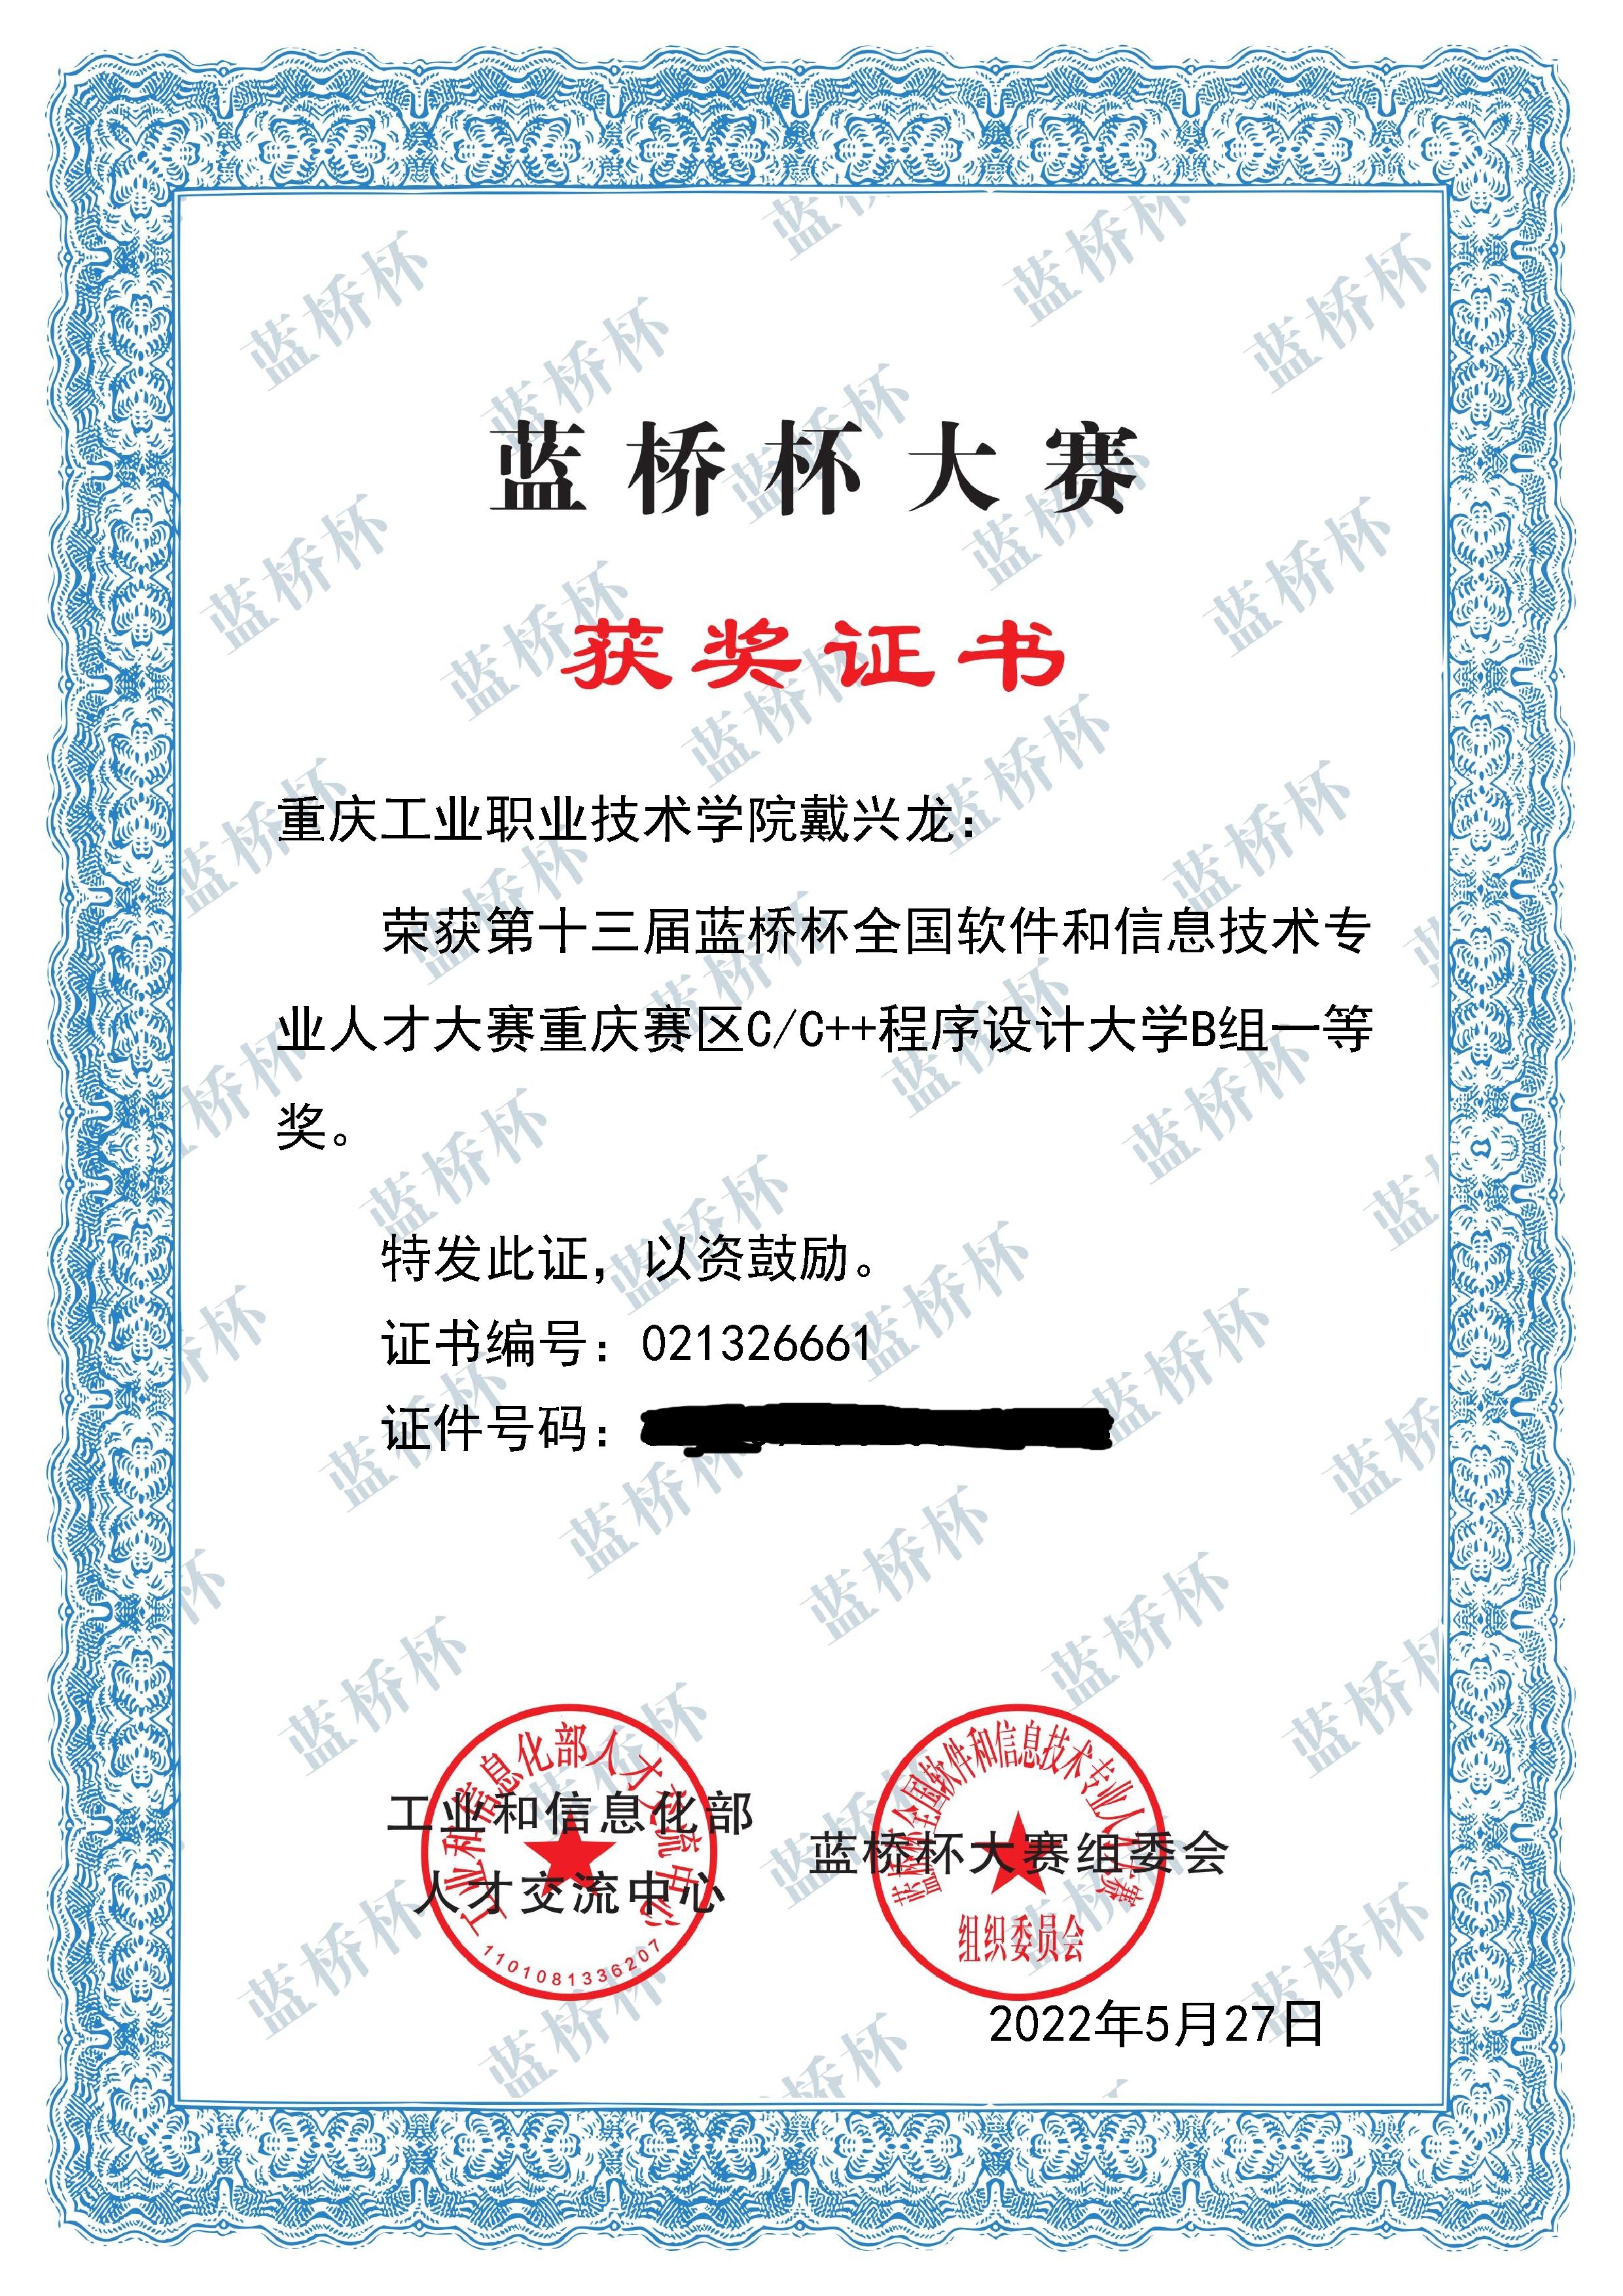 蓝桥杯大赛
获奖证书
重庆工业职业技术学院戴兴龙：
荣获第十三届蓝桥杯全国软件和信息技术专
业人才大赛重庆赛区C/C++程序设计大学B组一等
奖。
特发此证，以资鼓励。
证书编号：021326661
证件号码：
工业和信息化部
人才交流中心
工业和信息化部人才交流中心
1101081336207
蓝桥杯大赛组委会
蓝桥杯全国软件和信息技术专业人才大赛
组织委员会
2022年5月27日
蓝桥杯